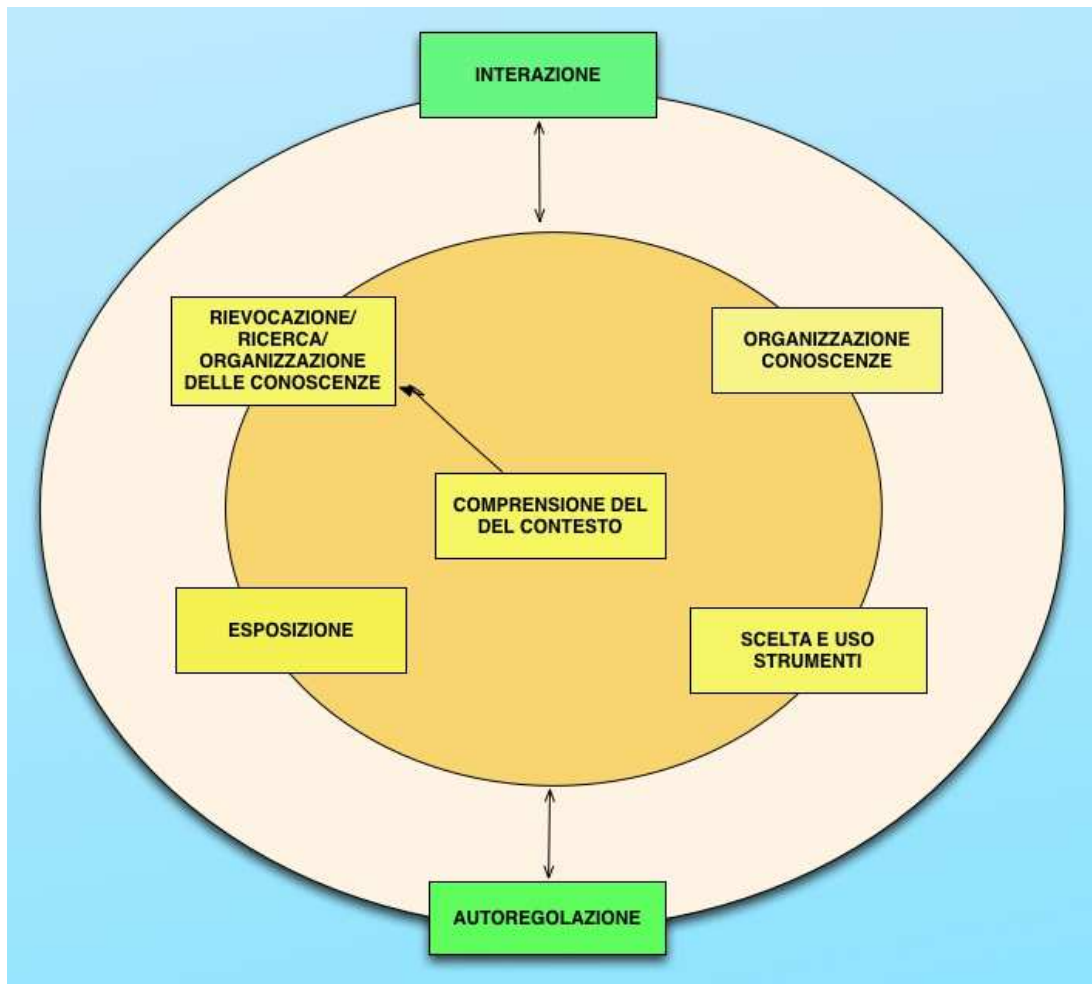 INTERAZIONE
RIEVOCAZIONE/
RICERCA/
ORGANIZZAZIONE
DELLE CONOSCENZE
ORGANIZZAZIONE
CONOSCENZE
COMPRENSIONE DEL
DEL CONTESTO
ESPOSIZIONE
SCELTA E USO
STRUMENTI
AUTOREGOLAZIONE